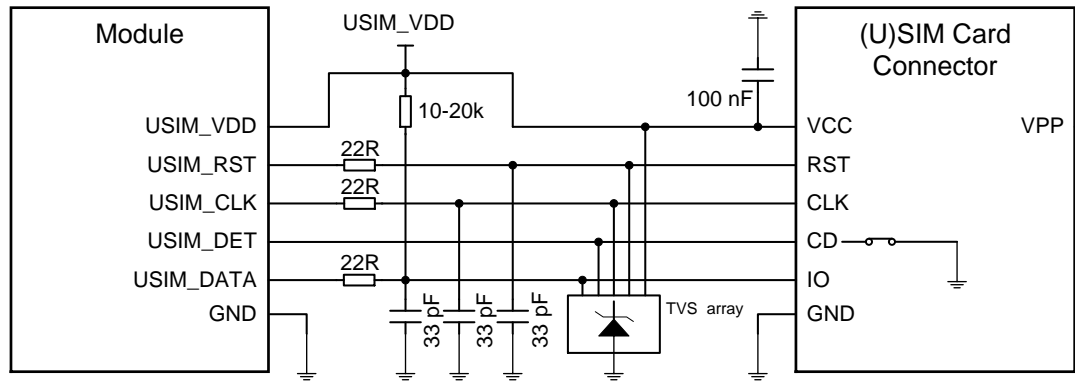 Module
USIM_VDD
(U)SIM Card
Connector
100 nF
10-20k
USIM_VDD
VCC
VPP
USIM_RST
22R
RST
USIM_CLK
22R
CLK
USIM_DET
CD
USIM_DATA
22R
IO
GND
33 pF
33 pF
33 pF
TVS array
GND